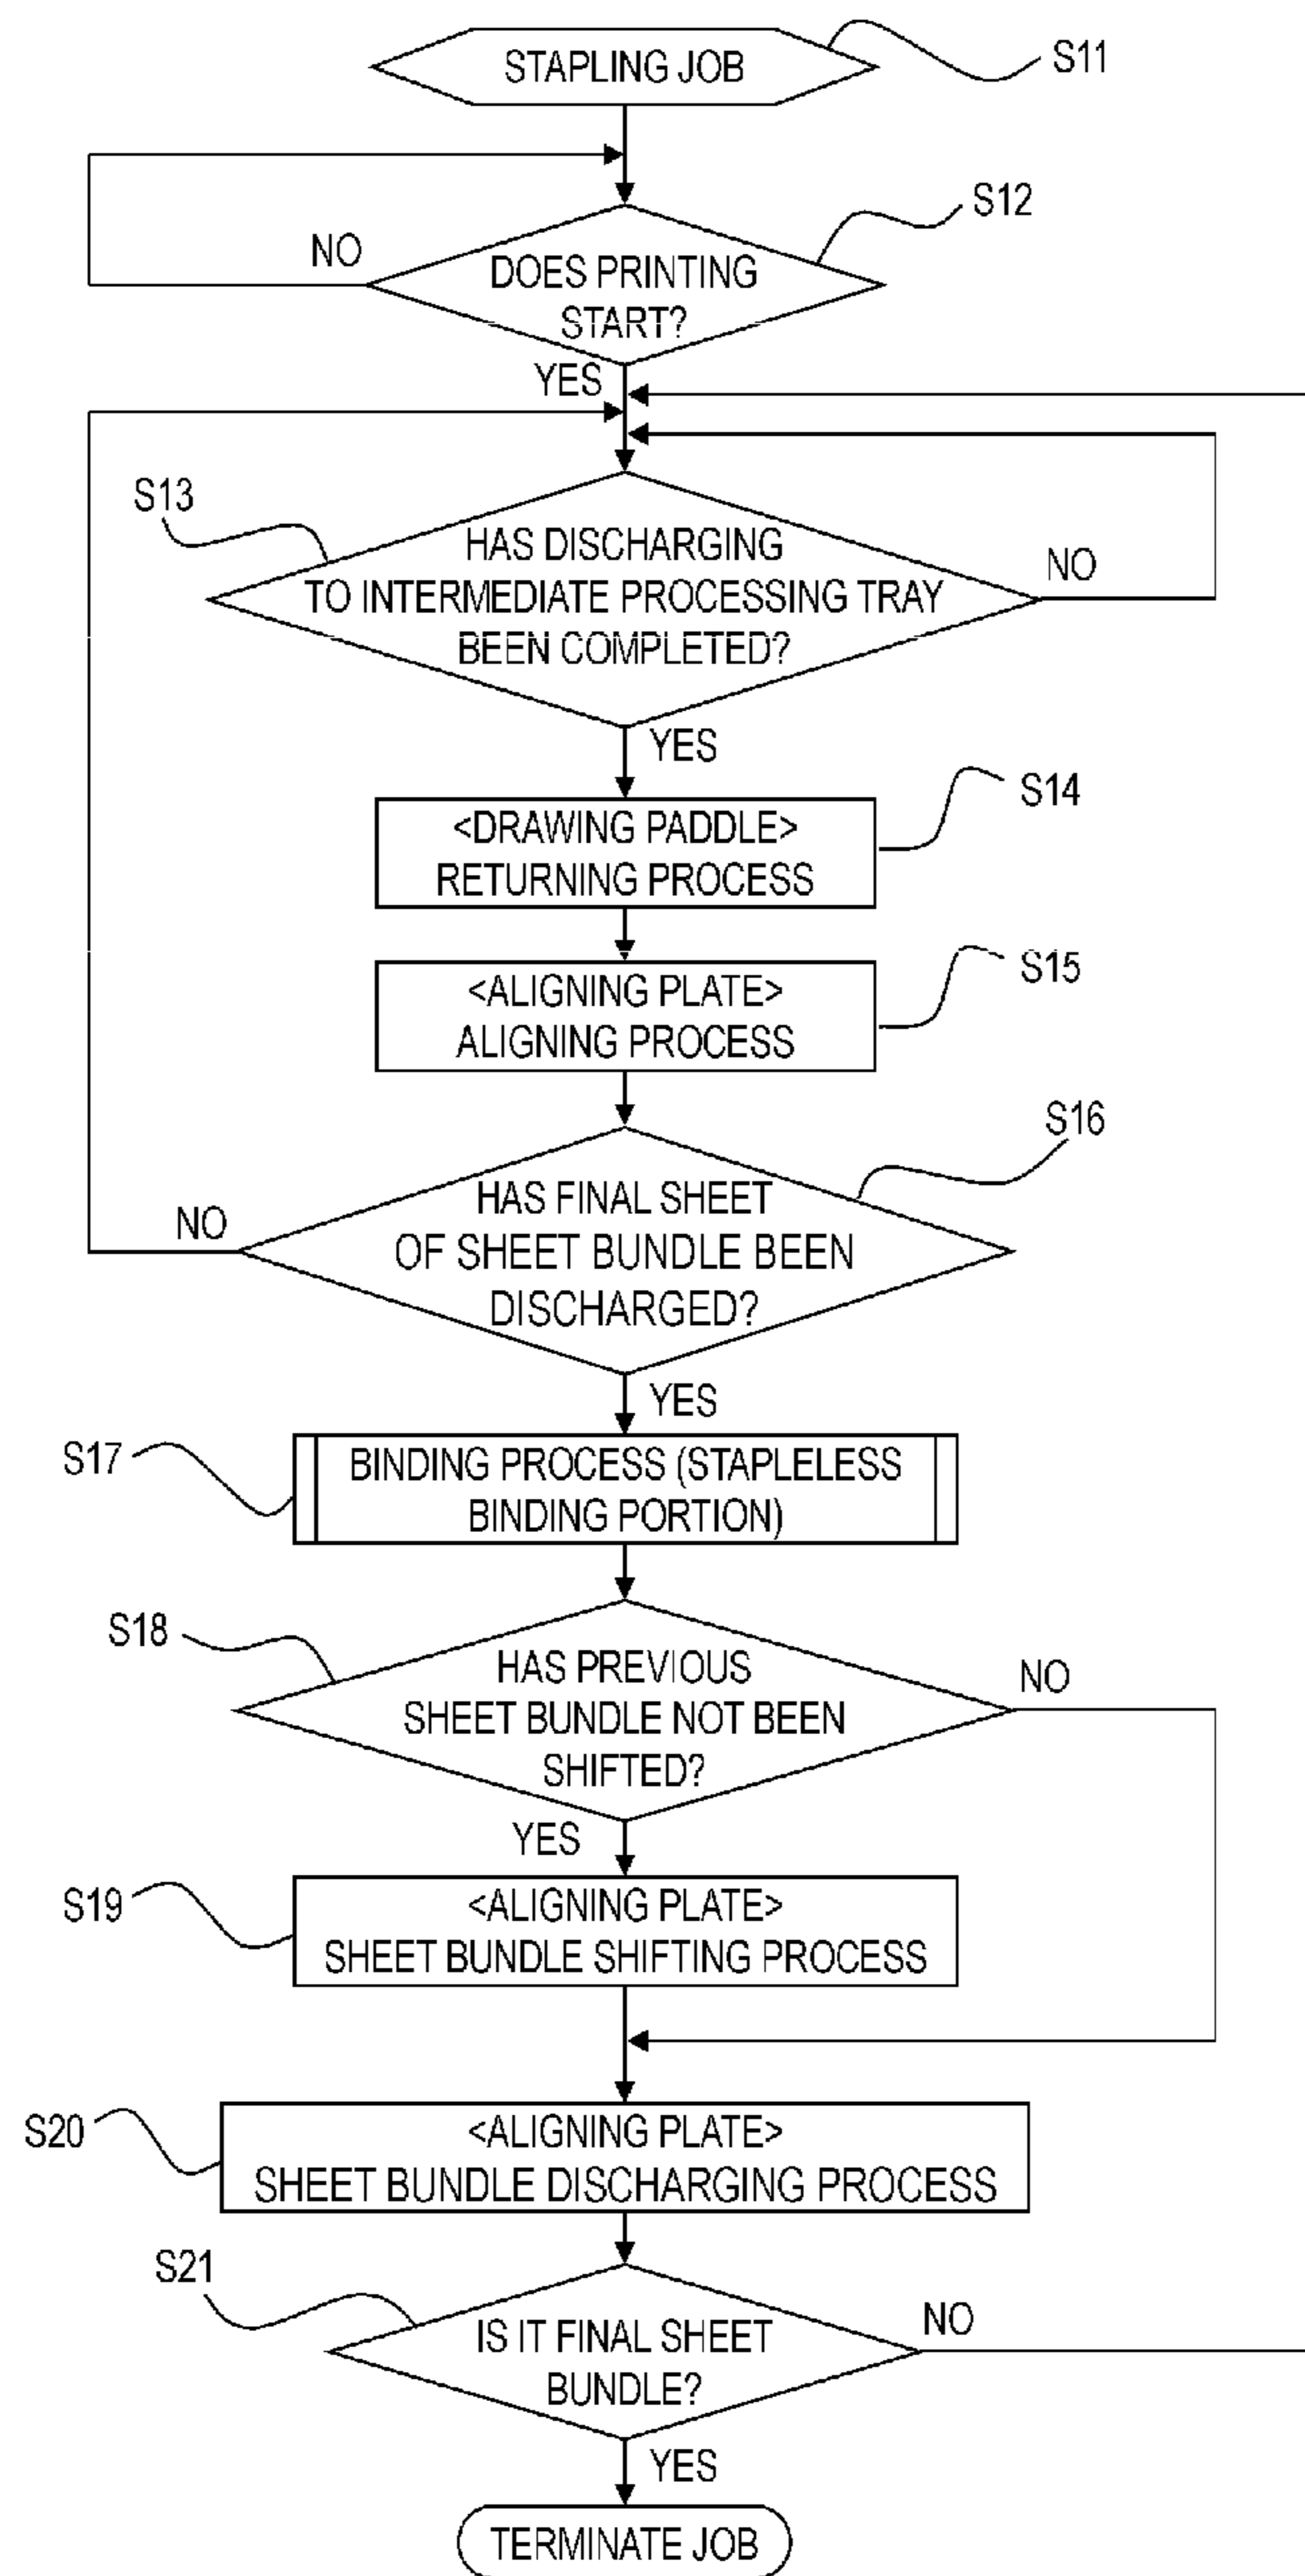 STAPLING JOB
S11
S12
NO
DOES PRINTING
START?
YES
S13
HAS DISCHARGING
TO INTERMEDIATE PROCESSING TRAY
BEEN COMPLETED?
NO
YES
<DRAWING PADDLE>
RETURNING PROCESS
S14
<ALIGNING PLATE>
ALIGNING PROCESS
S15
S16
HAS FINAL SHEET
OF SHEET BUNDLE BEEN
DISCHARGED?
NO
YES
S17
BINDING PROCESS (STAPLELESS
BINDING PORTION)
S18
HAS PREVIOUS
SHEET BUNDLE NOT BEEN
SHIFTED?
NO
YES
S19
<ALIGNING PLATE>
SHEET BUNDLE SHIFTING PROCESS
S20
<ALIGNING PLATE>
SHEET BUNDLE DISCHARGING PROCESS
S21
IS IT FINAL SHEET
BUNDLE?
NO
YES
TERMINATE JOB